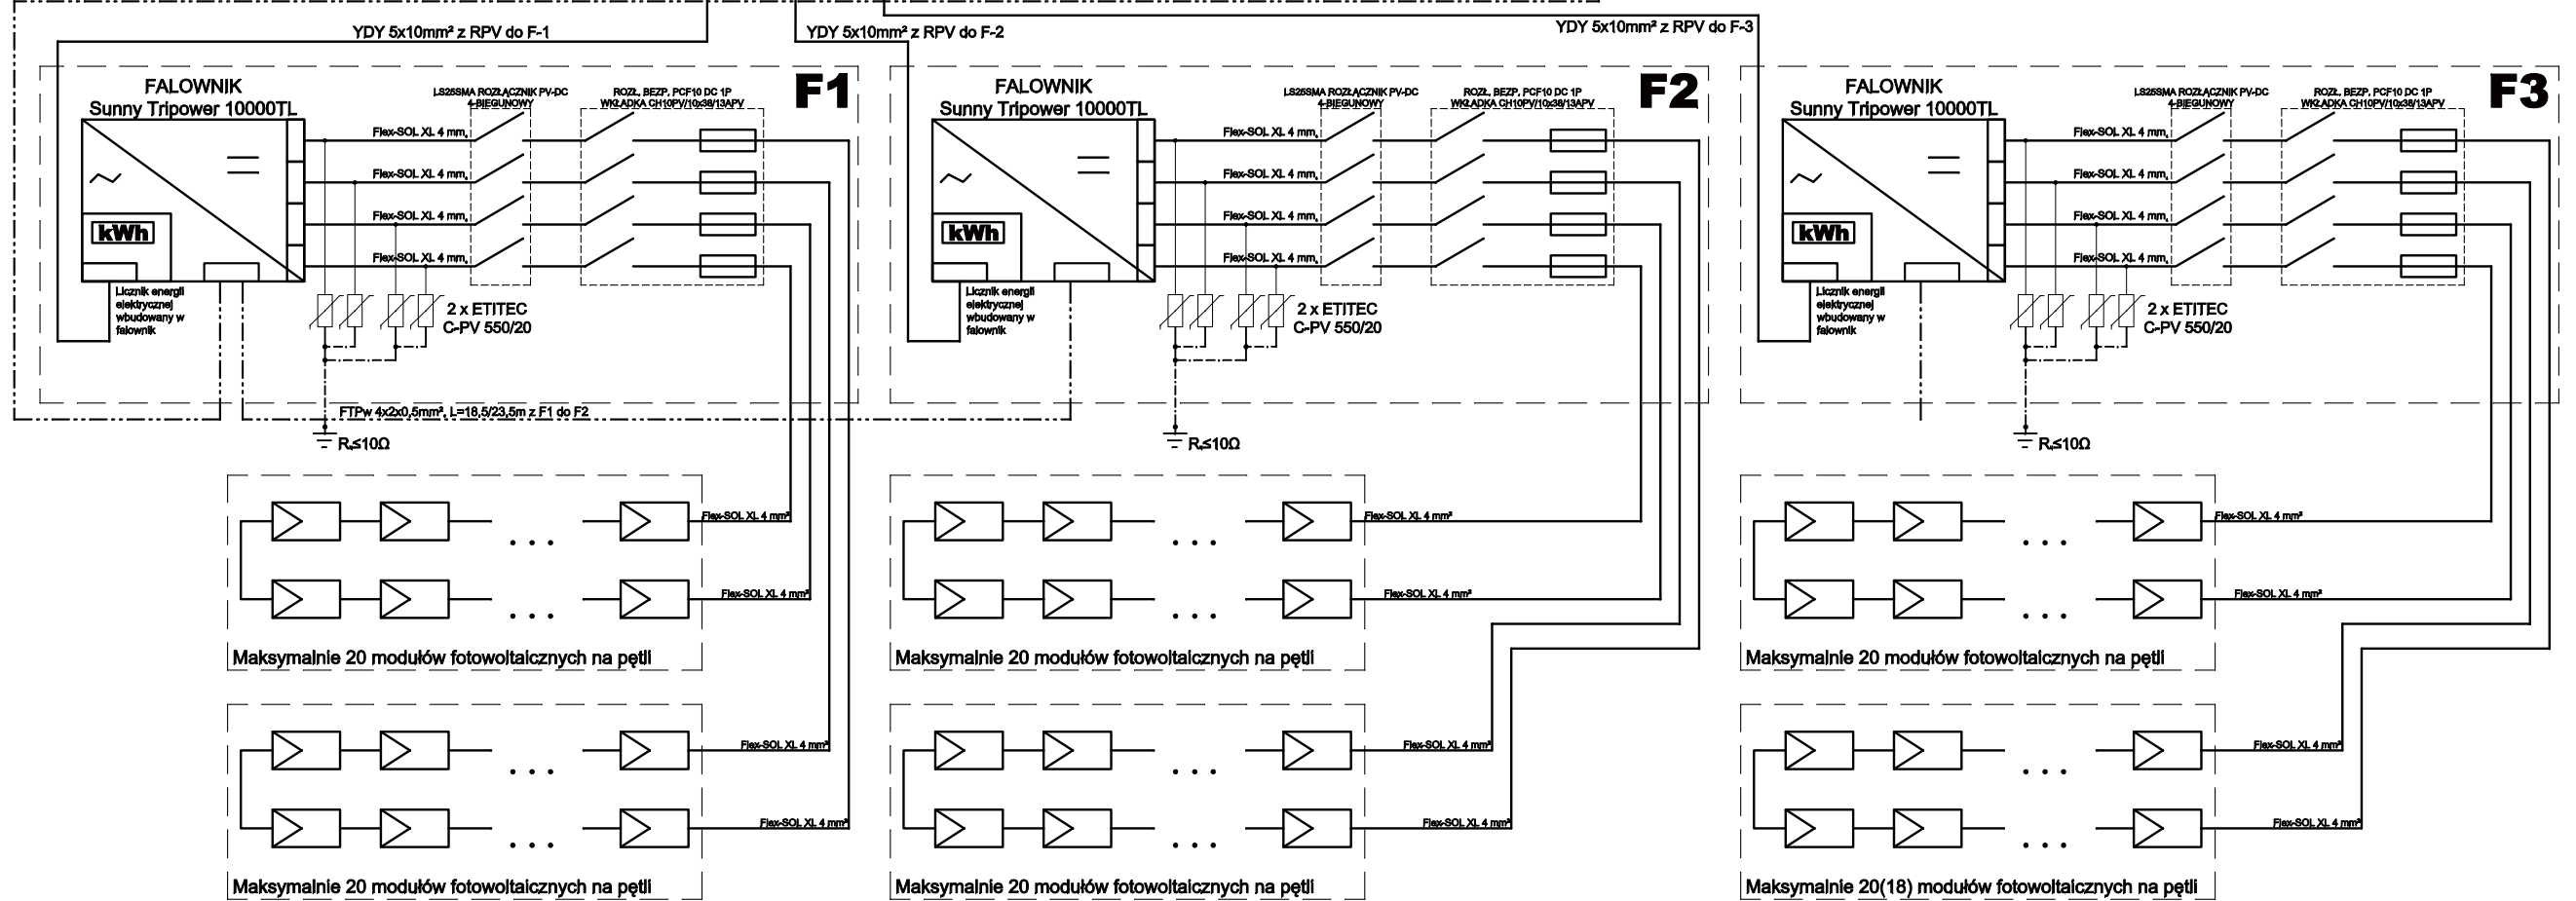 YDY 5x10mm² z RPV do F-1
YDY 5x10mm² z RPV do F-2
YDY 5x10mm² z RPV do F-3
FALOWNIK
Sunny Tripower 10000TL
LS25SMA ROZŁĄCZNIK PV-DC
4-BIEGUNOWY
ROZŁ. BEZP. PCF10 DC 1P
WKŁADKA CH10PV/10x38/13APV
F1
Flex-SOL XL 4 mm.
Flex-SOL XL 4 mm.
Flex-SOL XL 4 mm.
Flex-SOL XL 4 mm.
kWh
Licznik energii
elektrycznej
wbudowany w
falownik
2 x ETITEC
C-PV 550/20
FTPw 4x2x0,5mm², L=18,5/23,5m z F1 do F2
R≤10Ω
FALOWNIK
Sunny Tripower 10000TL
LS25SMA ROZŁĄCZNIK PV-DC
4-BIEGUNOWY
ROZŁ. BEZP. PCF10 DC 1P
WKŁADKA CH10PV/10x38/13APV
F2
Flex-SOL XL 4 mm.
Flex-SOL XL 4 mm.
Flex-SOL XL 4 mm.
Flex-SOL XL 4 mm.
kWh
Licznik energii
elektrycznej
wbudowany w
falownik
2 x ETITEC
C-PV 550/20
R≤10Ω
FALOWNIK
Sunny Tripower 10000TL
LS25SMA ROZŁĄCZNIK PV-DC
4-BIEGUNOWY
ROZŁ. BEZP. PCF10 DC 1P
WKŁADKA CH10PV/10x38/13APV
F3
Flex-SOL XL 4 mm.
Flex-SOL XL 4 mm.
Flex-SOL XL 4 mm.
Flex-SOL XL 4 mm.
kWh
Licznik energii
elektrycznej
wbudowany w
falownik
2 x ETITEC
C-PV 550/20
R≤10Ω
Flex-SOL XL 4 mm²
Flex-SOL XL 4 mm²
Maksymalnie 20 modułów fotowoltaicznych na pętli
Flex-SOL XL 4 mm²
Flex-SOL XL 4 mm²
Maksymalnie 20 modułów fotowoltaicznych na pętli
Flex-SOL XL 4 mm²
Flex-SOL XL 4 mm²
Maksymalnie 20 modułów fotowoltaicznych na pętli
Flex-SOL XL 4 mm²
Flex-SOL XL 4 mm²
Maksymalnie 20 modułów fotowoltaicznych na pętli
Flex-SOL XL 4 mm²
Flex-SOL XL 4 mm²
Maksymalnie 20 modułów fotowoltaicznych na pętli
Flex-SOL XL 4 mm²
Flex-SOL XL 4 mm²
Maksymalnie 20(18) modułów fotowoltaicznych na pętli